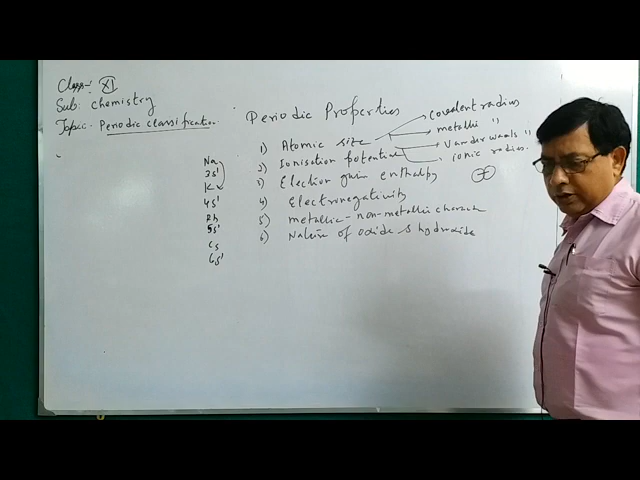 Class:- XI
Sub: Chemistry
Topic:- Periodic classification
Periodic Properties
1) Atomic size
covalent radius
metallic "
Vander waals "
ionic radius.
2) Ionisation potential
3) Electron gain enthalpy
4) Electronegativity
5) metallic-non-metallic charact
6) Nature of oxide & hydroxide
Na
3s¹
K
4s¹
Rb
5s¹
Cs
6s¹